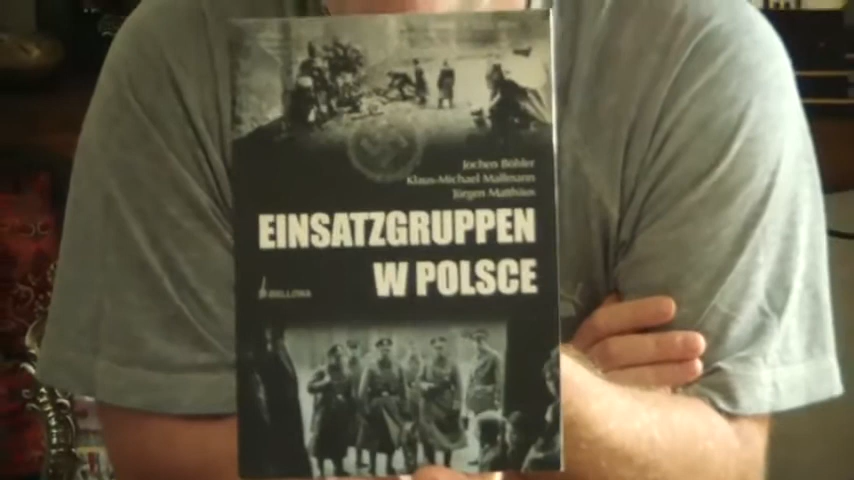 Jochen Böhler
Klaus-Michael Mallmann
Jürgen Matthäus
EINSATZGRUPPEN
W POLSCE
BELLONA